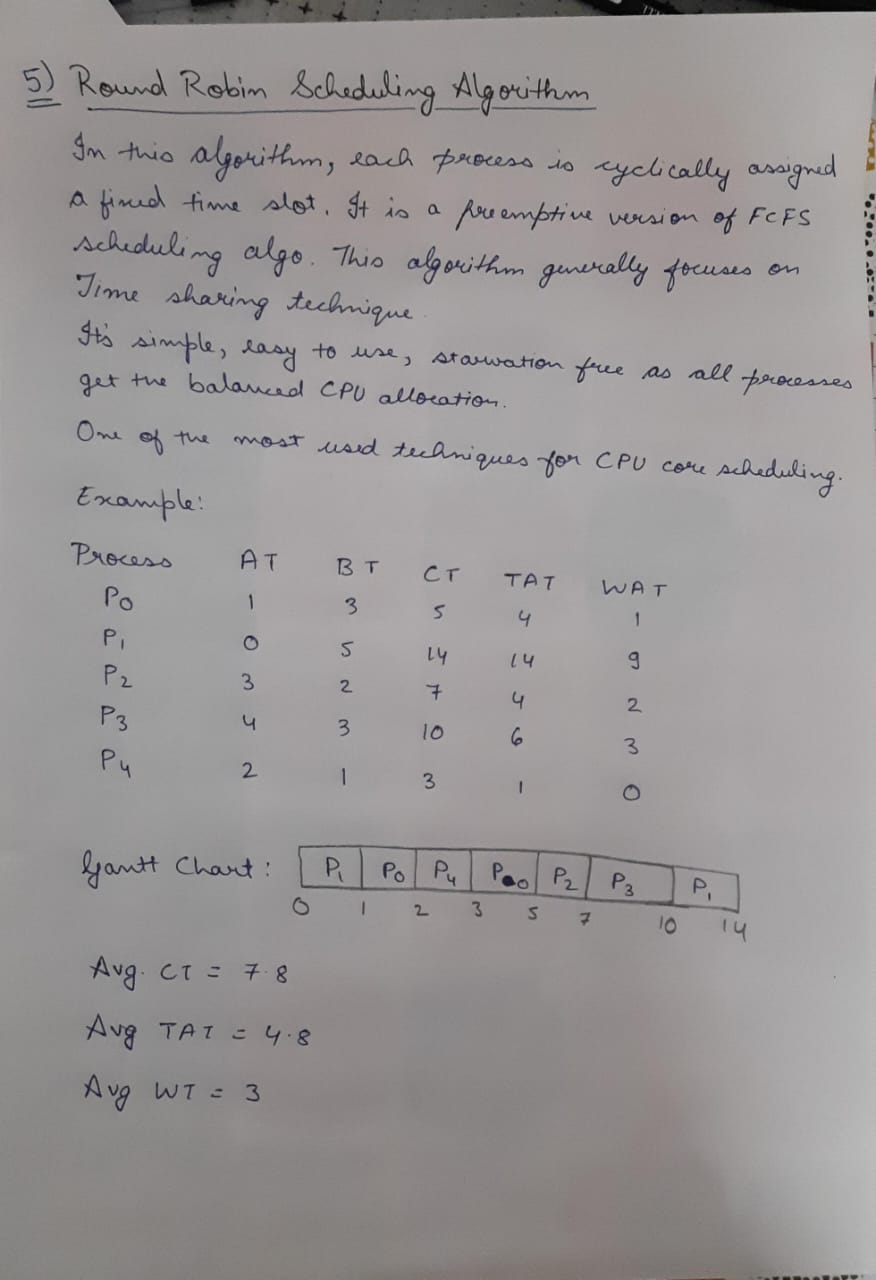 5) Round Robin Scheduling Algorithm
In this algorithm, each process is cyclically assigned
a fixed time slot. It is a preemptive version of FCFS
scheduling algo. This algorithm generally focuses on
Time sharing technique.
It's simple, easy to use, starvation free as all processes
get the balanced CPU allocation.
One of the most used techniques for CPU core scheduling.
Example:
Process AT BT CT TAT WAT
P0 1 3 5 4 1
P1 0 5 14 14 9
P2 3 2 7 4 2
P3 4 3 10 6 3
P4 2 1 3 1 0
Gantt Chart: P1 P0 P4 P0 P2 P3 P1
0 1 2 3 5 7 10 14
Avg. CT = 7.8
Avg TAT = 4.8
Avg WT = 3